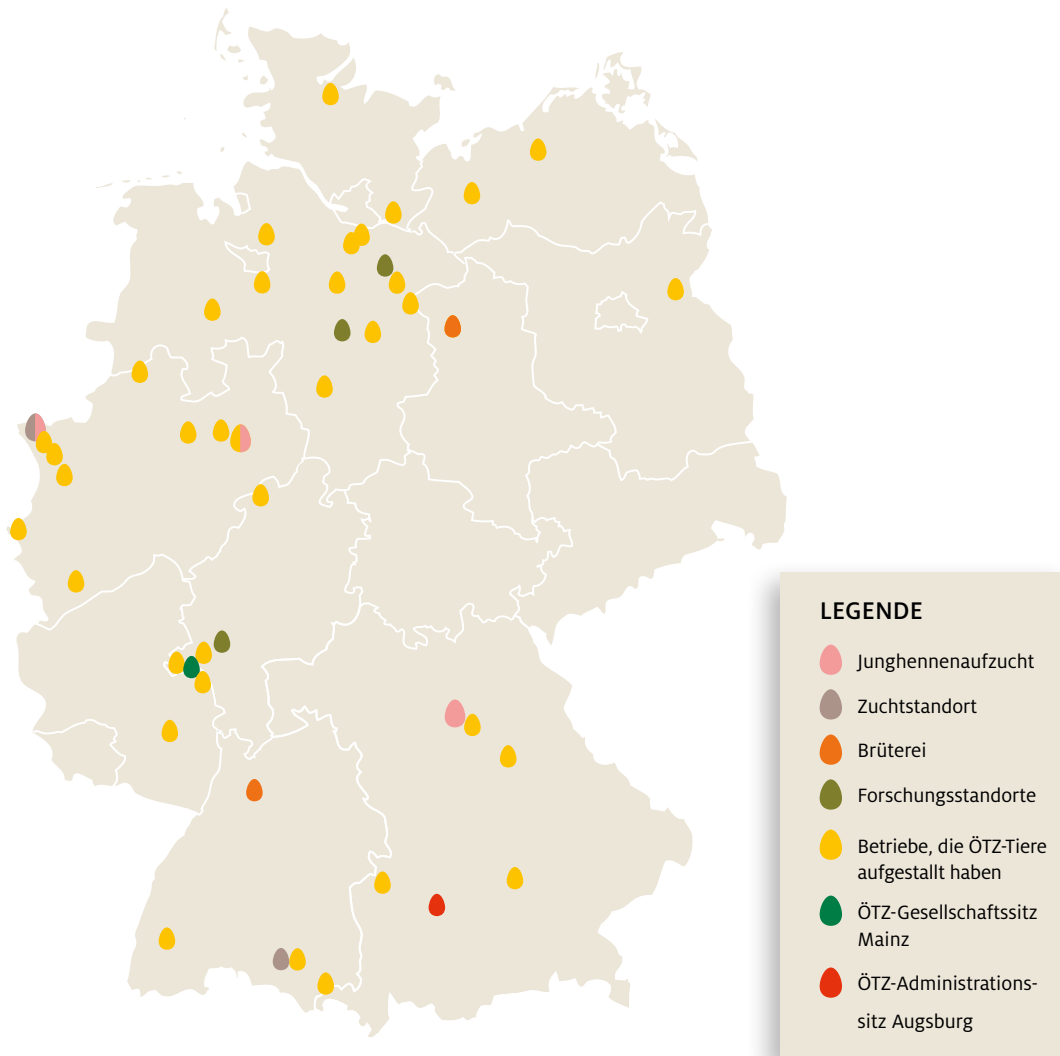 LEGENDE
Junghennenaufzucht
Zuchtstandort
Brüterei
Forschungsstandorte
Betriebe, die ÖTZ-Tiere
aufgestallt haben
ÖTZ-Gesellschaftssitz
Mainz
ÖTZ-Administrations-
sitz Augsburg